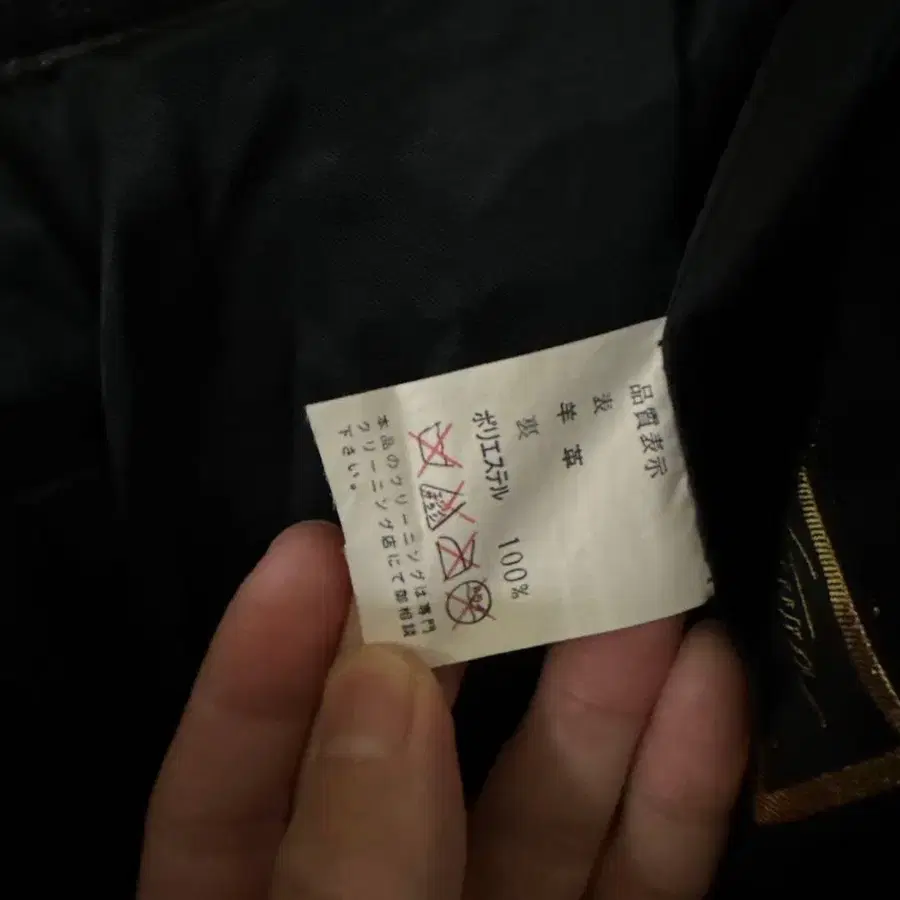 品質表示
表
羊革
裏
ポリエステル 100%
本品のクリーニングは専門
クリーニング店にて御相談
下さい。